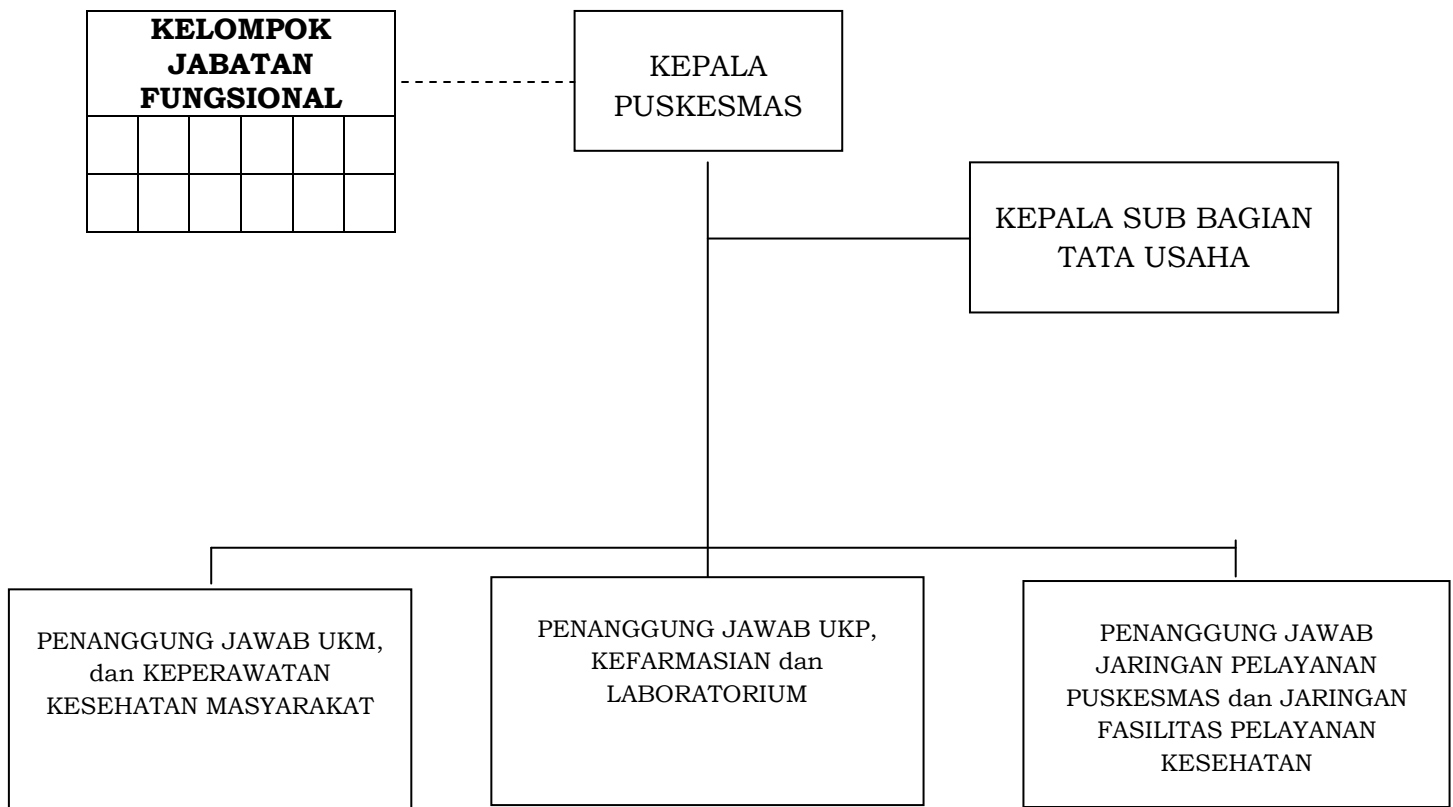 KELOMPOK
JABATAN
FUNGSIONAL
KEPALA
PUSKESMAS
KEPALA SUB BAGIAN
TATA USAHA
PENANGGUNG JAWAB UKM,
dan KEPERAWATAN
KESEHATAN MASYARAKAT
PENANGGUNG JAWAB UKP,
KEFARMASIAN dan
LABORATORIUM
PENANGGUNG JAWAB
JARINGAN PELAYANAN
PUSKESMAS dan JARINGAN
FASILITAS PELAYANAN
KESEHATAN